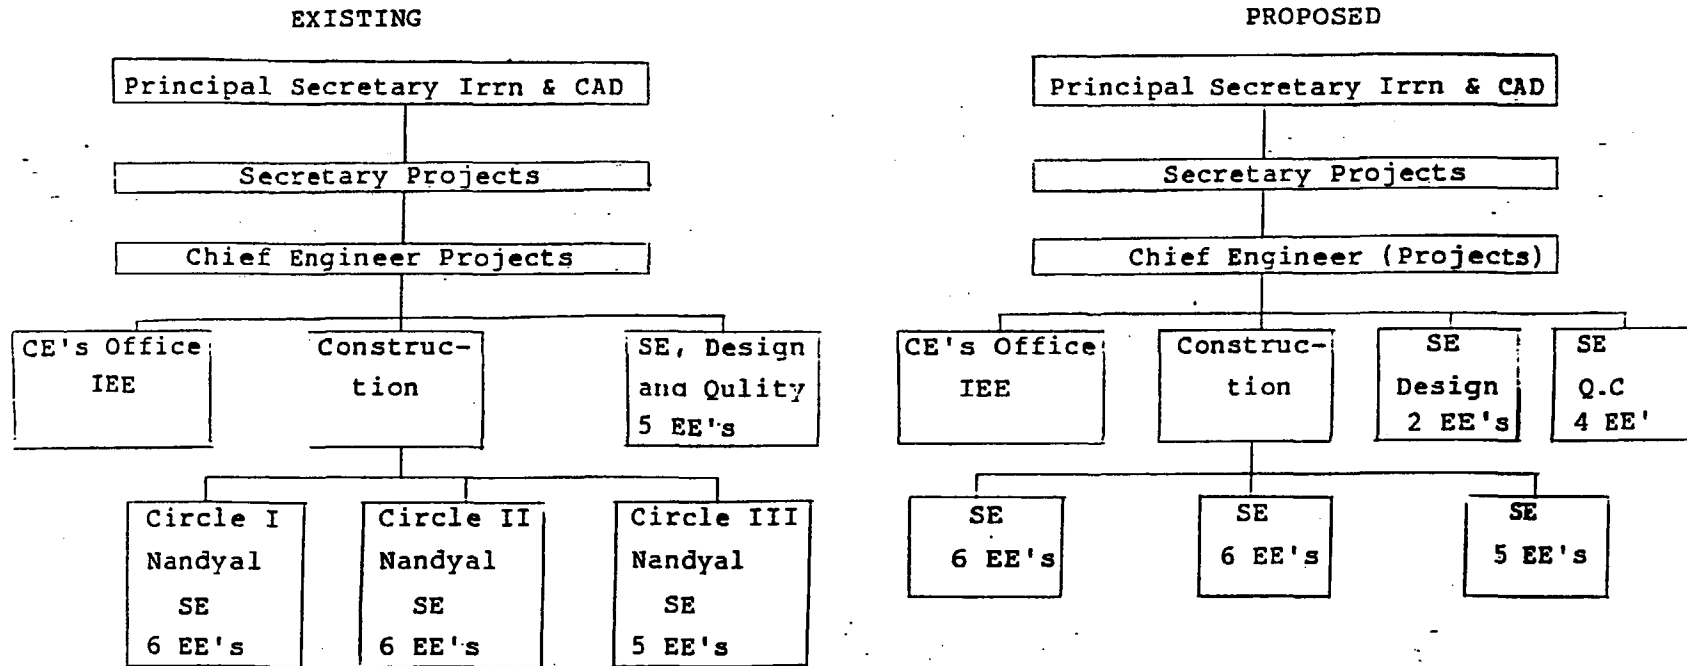 EXISTING
Principal Secretary Irrn & CAD
Secretary Projects
Chief Engineer Projects
CE's Office
IEE
Construc-
tion
SE, Design
and Qulity
5 EE's
Circle I
Nandyal
SE
6 EE's
Circle II
Nandyal
SE
6 EE's
Circle III
Nandyal
SE
5 EE's
PROPOSED
Principal Secretary Irrn & CAD
Secretary Projects
Chief Engineer (Projects)
CE's Office
IEE
Construc-
tion
SE
Design
2 EE's
SE
Q.C
4 EE'
SE
6 EE's
SE
6 EE's
SE
5 EE's